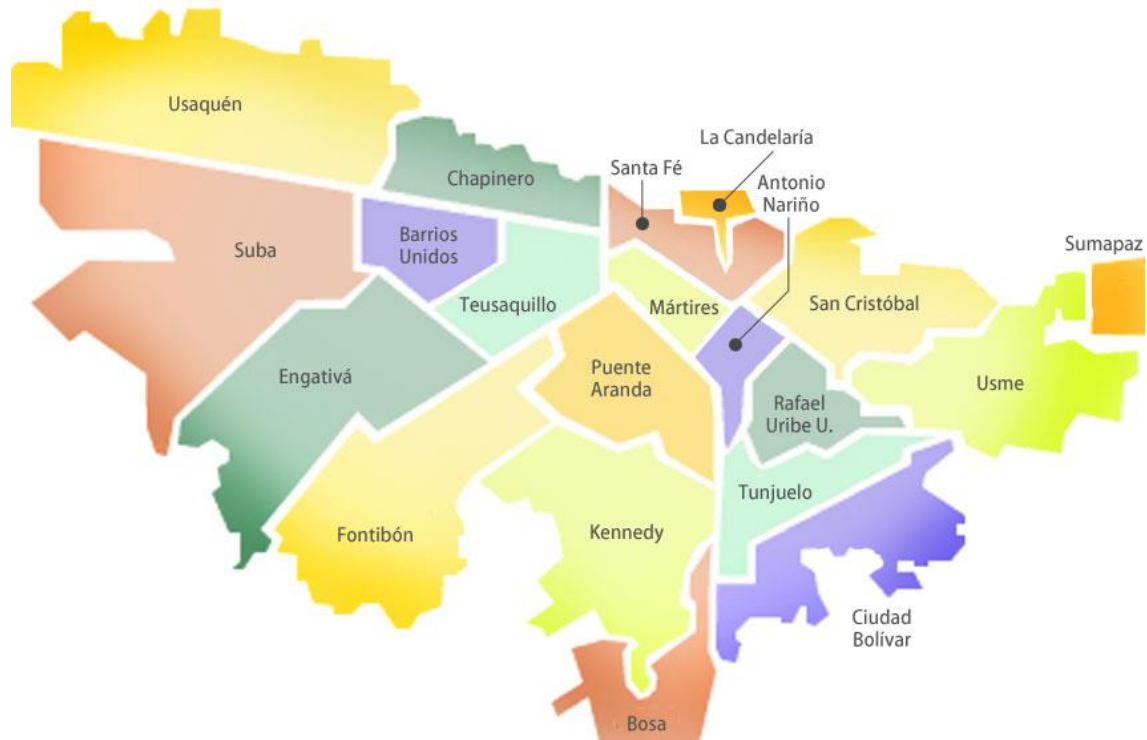 Usaquén
La Candelaría
Santa Fé
Antonio
Nariño
Chapinero
Barrios
Unidos
Suba
Sumapaz
Teusaquillo
Mártires
San Cristóbal
Engativá
Puente
Aranda
Usme
Rafael
Uribe U.
Tunjuelo
Fontibón
Kennedy
Ciudad
Bolívar
Bosa